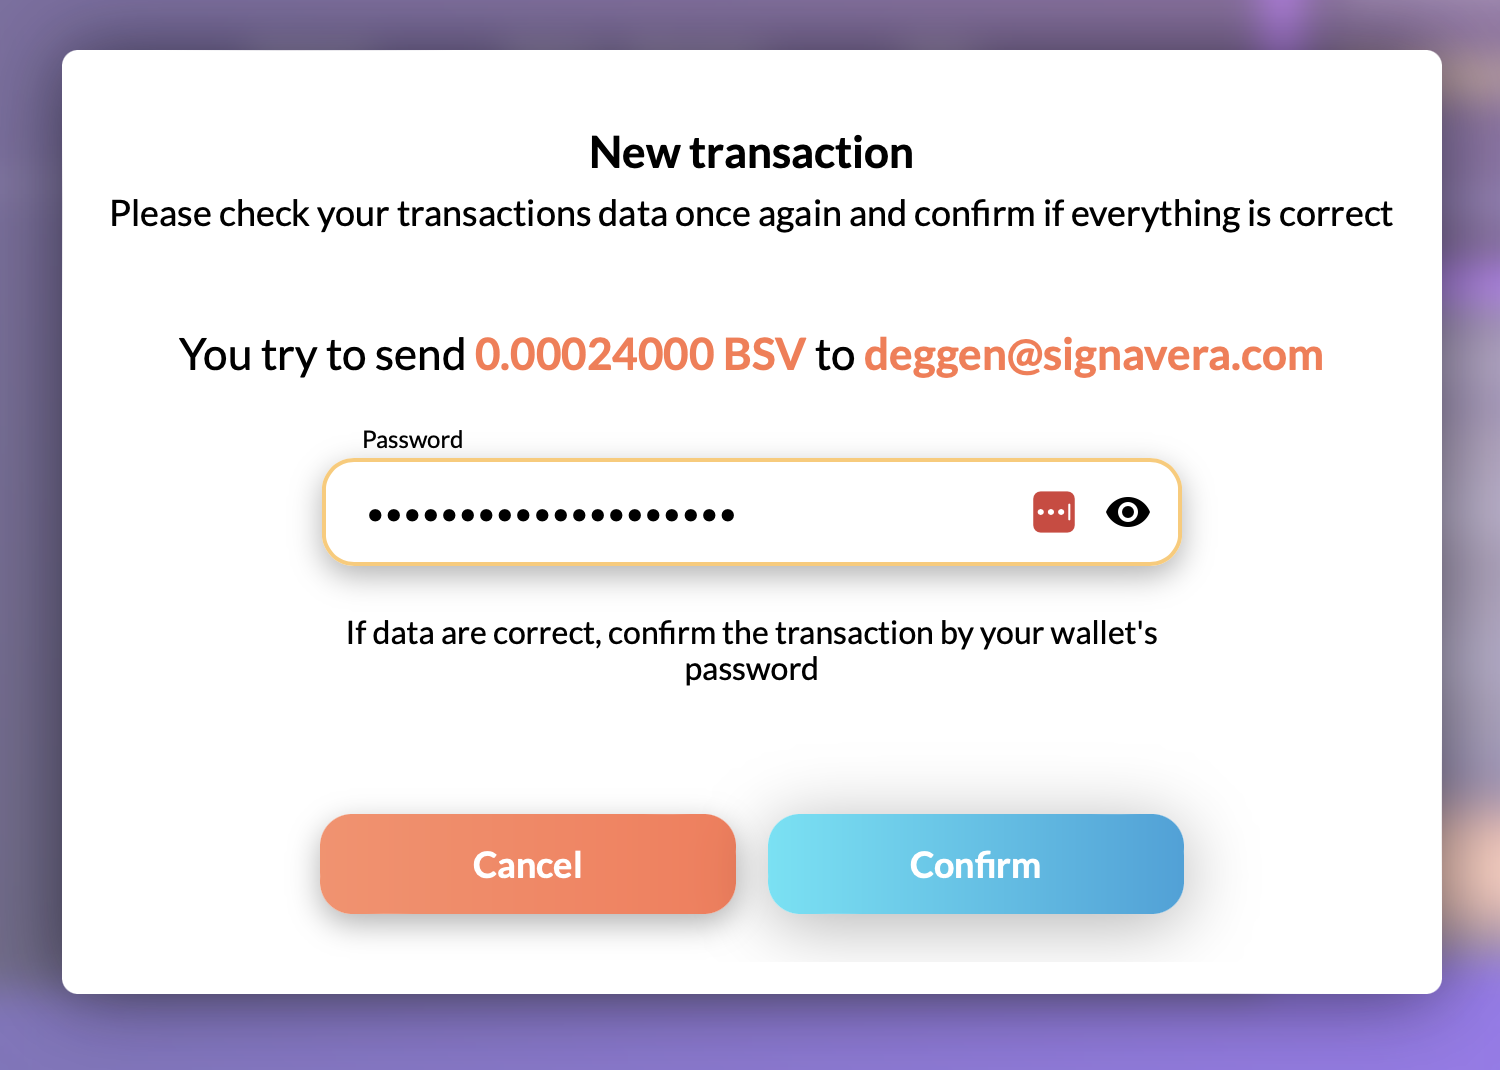 New transaction
Please check your transactions data once again and confirm if everything is correct
You try to send 0.00024000 BSV to deggen@signavera.com
Password
••••••••••••••••••••
If data are correct, confirm the transaction by your wallet's
password
Cancel
Confirm